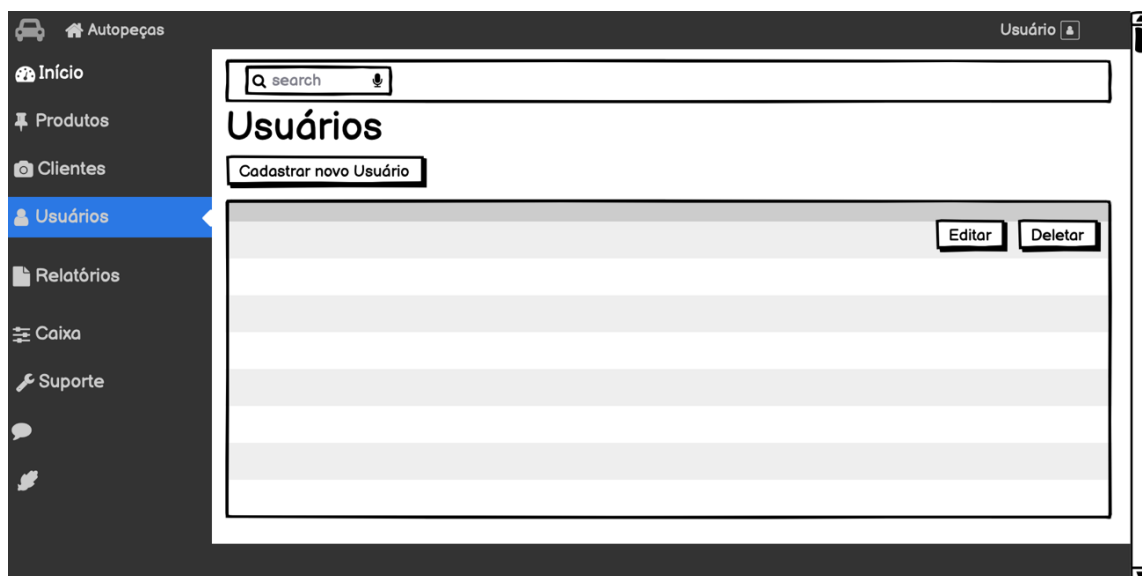 Autopeças
Usuário
Início
Produtos
Clientes
Usuários
Relatórios
Caixa
Suporte
search
Usuários
Cadastrar novo Usuário
Editar Deletar